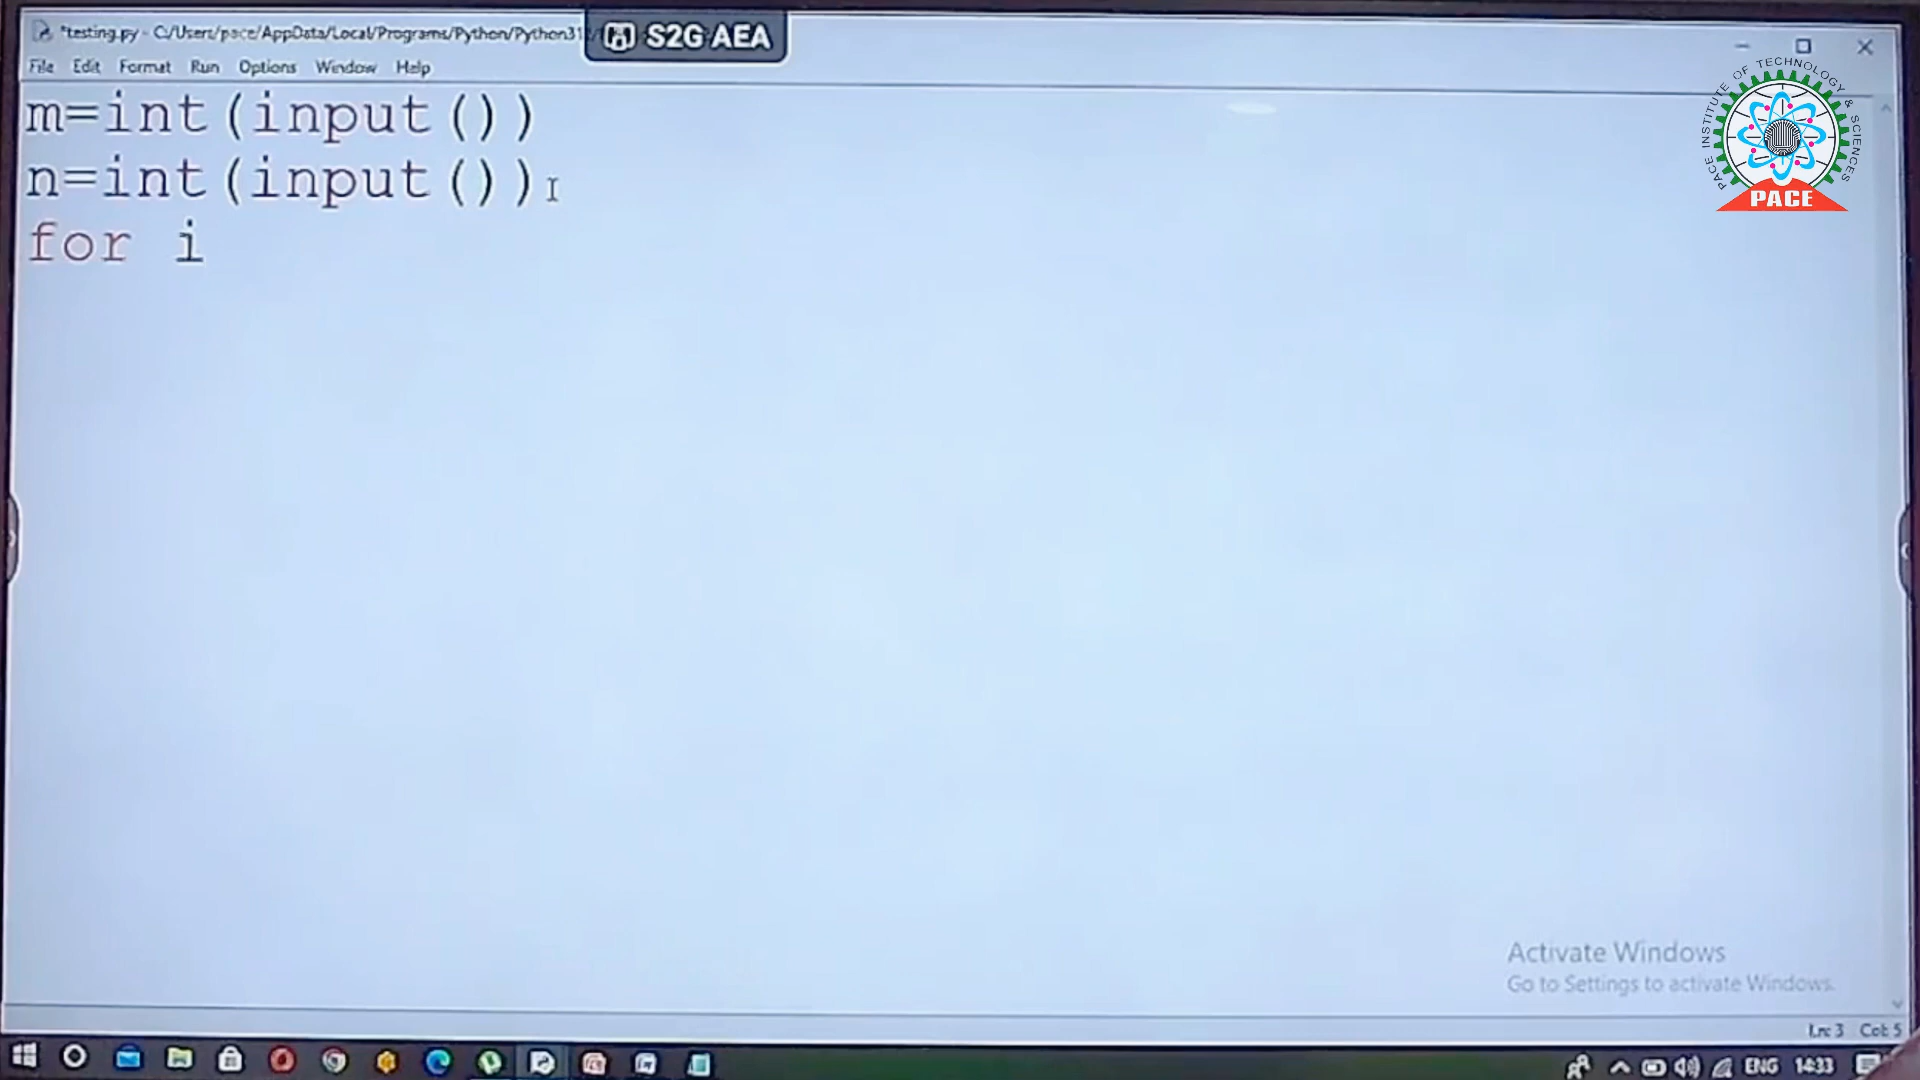 *testing.py - C:/Users/pace/AppData/Local/Programs/Python/Python31
S2G AEA
File Edit Format Run Options Window Help
m=int(input())
n=int(input())
for i
PACE INSTITUTE OF TECHNOLOGY & SCIENCES
PACE
Activate Windows
Go to Settings to activate Windows.
Ln: 3 Col: 5
ENG 14:33